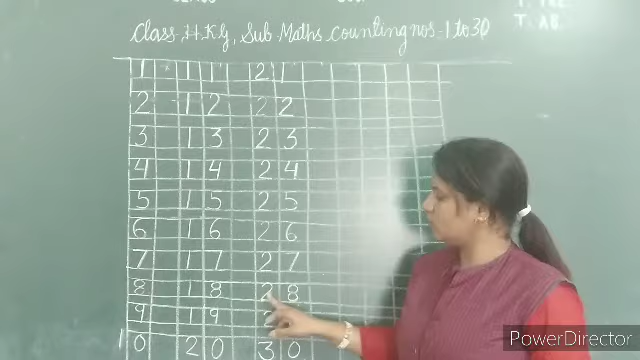 Class-H.K.G, Sub Maths counting nos-1 to 30
1 11 21
2 12 22
3 13 23
4 14 24
5 15 25
6 16 26
7 17 27
8 18 28
9 19
10 20 30
PowerDirector